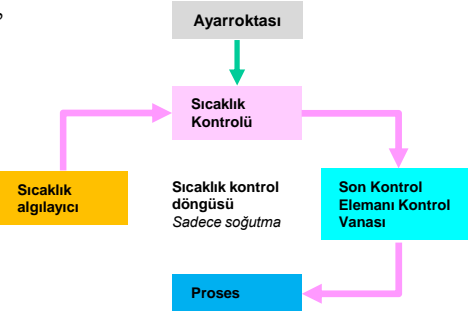 Ayarroktası
Sıcaklık
Kontrolü
Sıcaklık
algılayıcı
Sıcaklık kontrol
döngüsü
Sadece soğutma
Son Kontrol
Elemanı Kontrol
Vanası
Proses